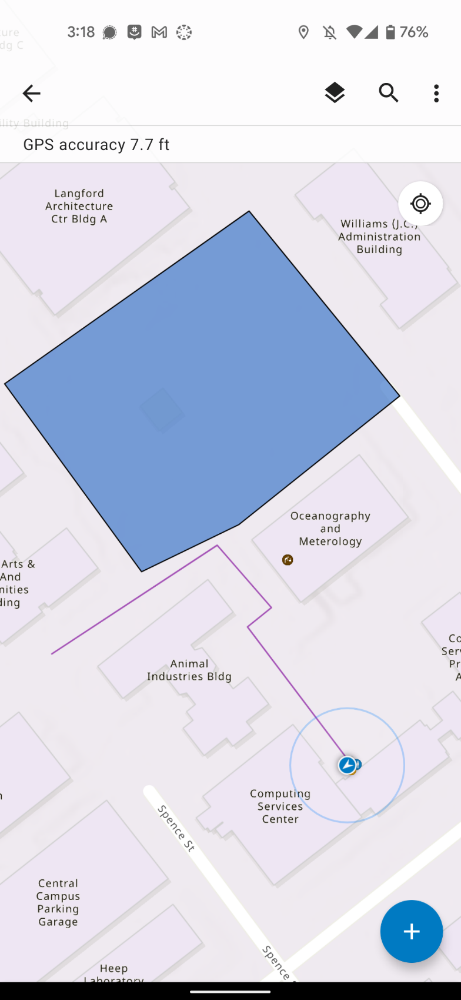 3:18
76%
ture
dg C
ility Building
GPS accuracy 7.7 ft
Langford
Architecture
Ctr Bldg A
Williams (J.C.)
Administration
Building
Oceanography
and
Meterology
Arts &
And
nities
ding
Co
Serv
Pr
A
Animal
Industries Bldg
n
Computing
Services
Center
Spence St
Central
Campus
Parking
Garage
Spence
Heep
Laboratory